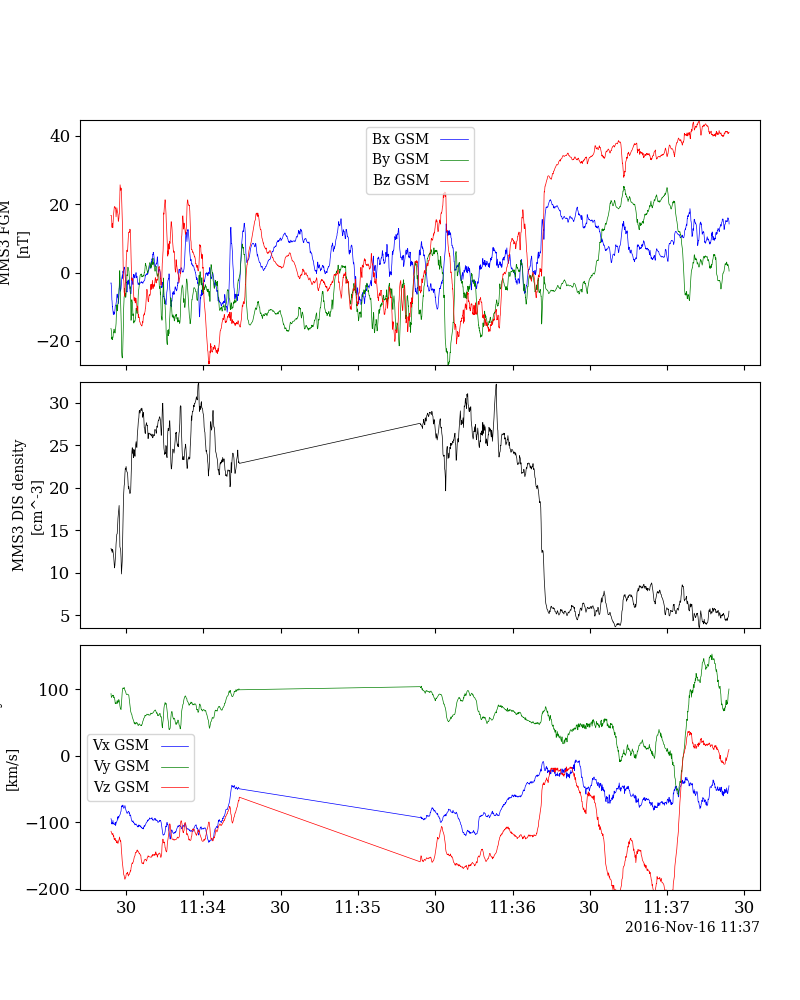 40
20
0
−20
MMS3 FGM
[nT]
Bx GSM
By GSM
Bz GSM
30
25
20
15
10
5
MMS3 DIS density
[cm^-3]
100
0
−100
−200
[km/s]
Vx GSM
Vy GSM
Vz GSM
30 11:34 30 11:35 30 11:36 30 11:37 30
2016-Nov-16 11:37